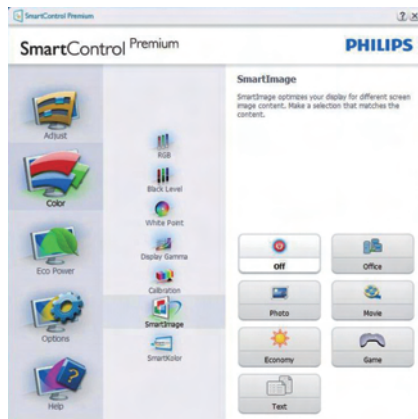 SmartControl Premium
SmartControl Premium
PHILIPS
Adjust
Color
Eco Power
Options
Help
RGB
Black Level
White Point
Display Gamma
Calibration
SmartImage
SmartKolor
SmartImage
SmartImage optimizes your display for different screen
image content. Make a selection that matches the
content.
Off
Office
Photo
Movie
Economy
Game
Text